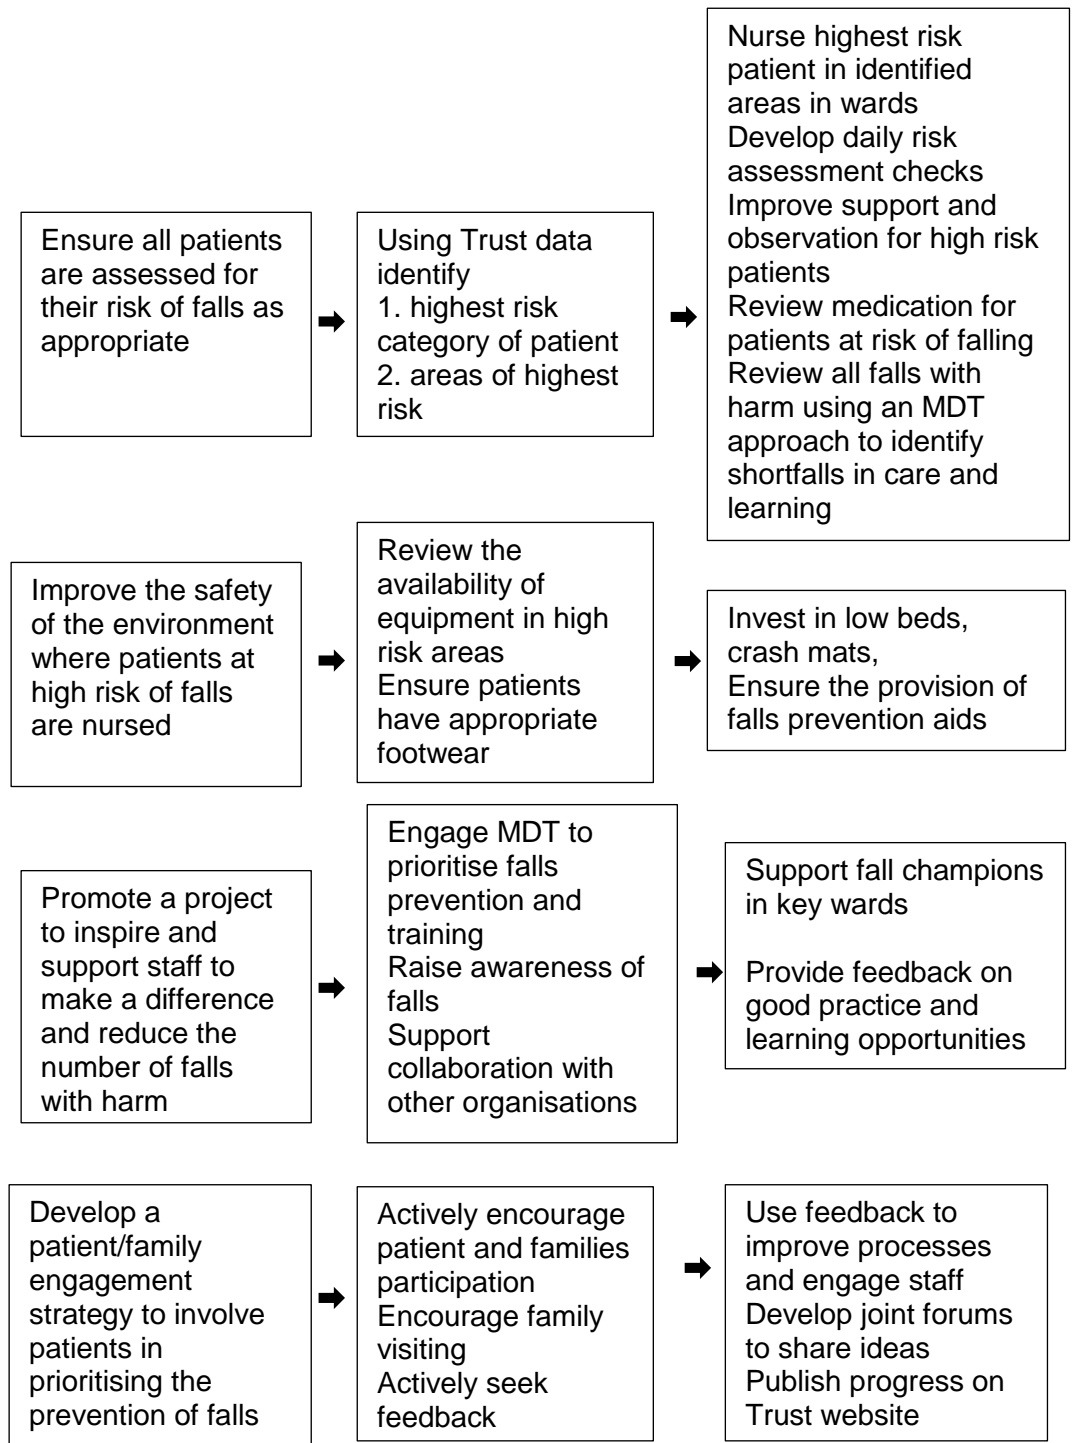 Ensure all patients
are assessed for
their risk of falls as
appropriate
Using Trust data
identify
1. highest risk
category of patient
2. areas of highest
risk
Nurse highest risk
patient in identified
areas in wards
Develop daily risk
assessment checks
Improve support and
observation for high risk
patients
Review medication for
patients at risk of falling
Review all falls with
harm using an MDT
approach to identify
shortfalls in care and
learning
Improve the safety
of the environment
where patients at
high risk of falls
are nursed
Review the
availability of
equipment in high
risk areas
Ensure patients
have appropriate
footwear
Invest in low beds,
crash mats,
Ensure the provision of
falls prevention aids
Promote a project
to inspire and
support staff to
make a difference
and reduce the
number of falls
with harm
Engage MDT to
prioritise falls
prevention and
training
Raise awareness of
falls
Support
collaboration with
other organisations
Support fall champions
in key wards
Provide feedback on
good practice and
learning opportunities
Develop a
patient/family
engagement
strategy to involve
patients in
prioritising the
prevention of falls
Actively encourage
patient and families
participation
Encourage family
visiting
Actively seek
feedback
Use feedback to
improve processes
and engage staff
Develop joint forums
to share ideas
Publish progress on
Trust website